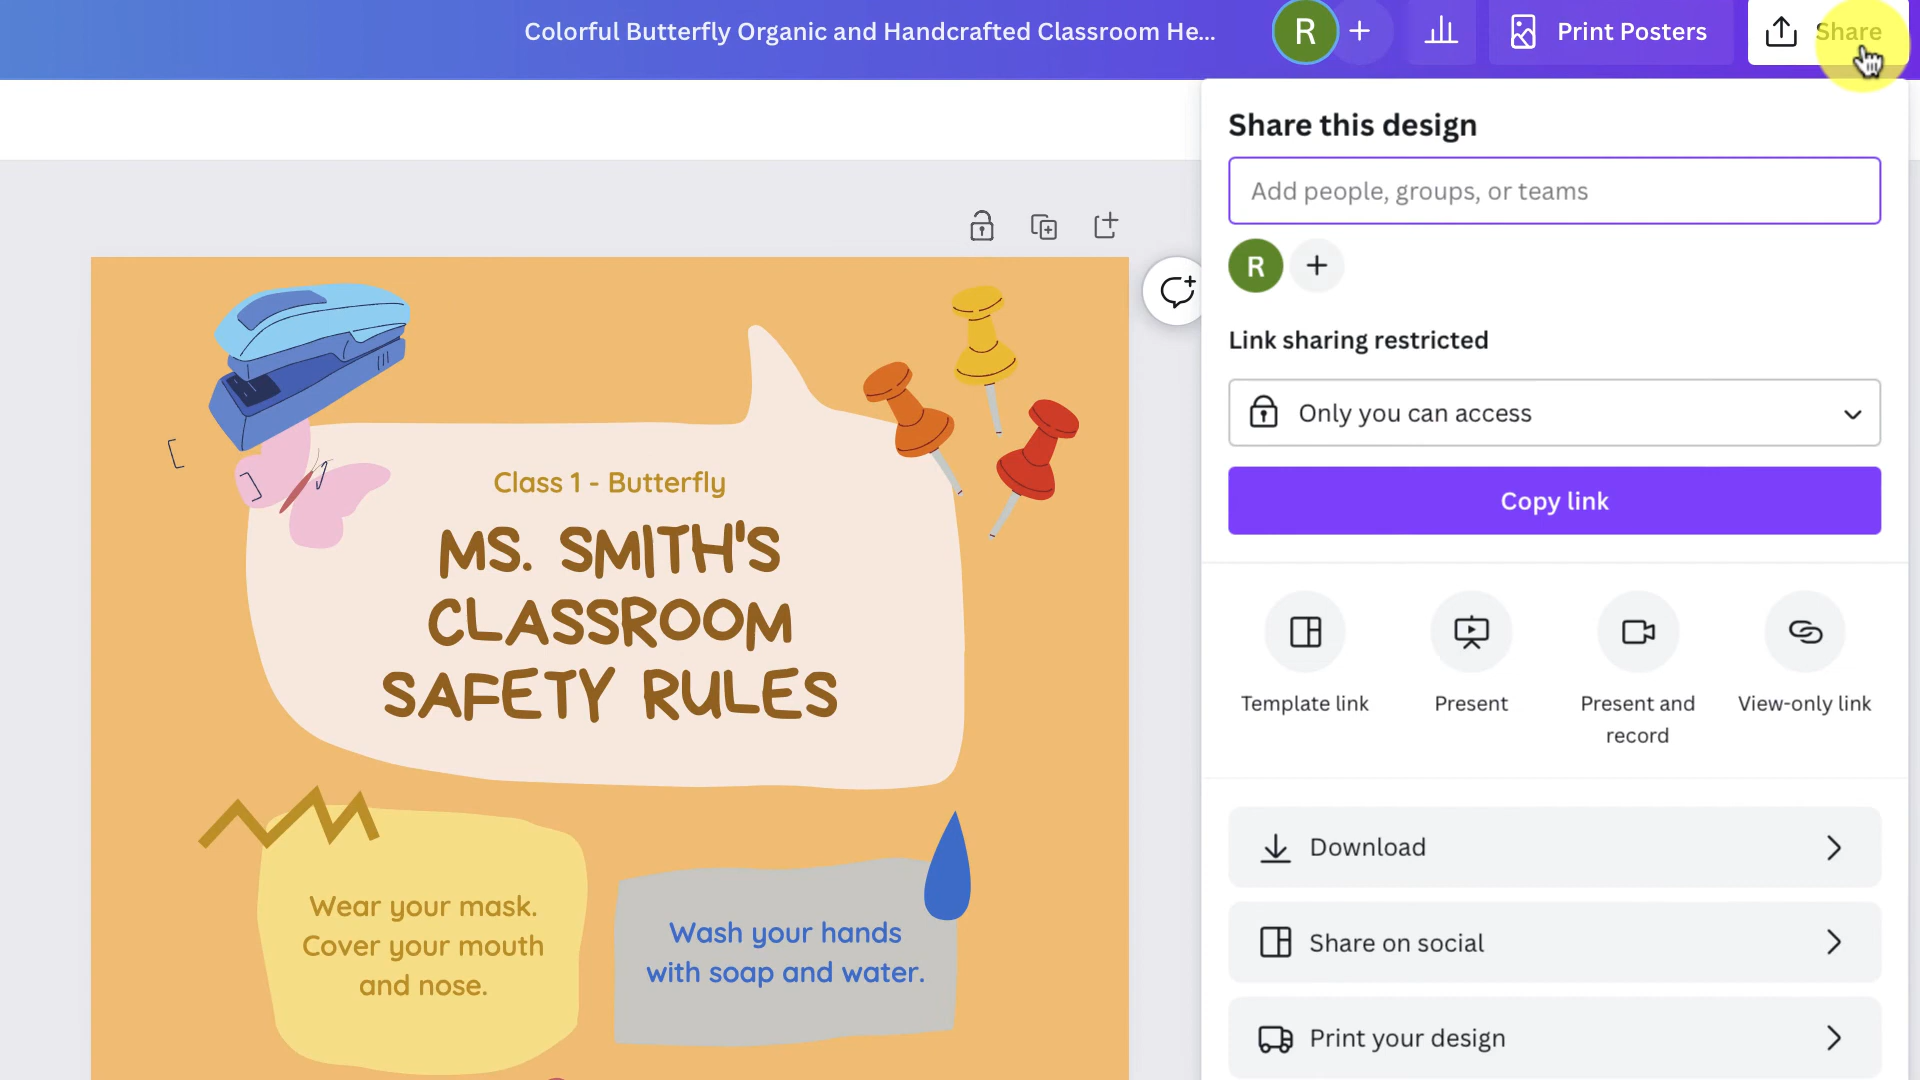 Colorful Butterfly Organic and Handcrafted Classroom He...
R
Print Posters
Share
Share this design
Add people, groups, or teams
R
Link sharing restricted
Only you can access
Copy link
Template link
Present
Present and
record
View-only link
Download
Share on social
Print your design
Class 1 - Butterfly
MS. SMITH'S
CLASSROOM
SAFETY RULES
Wear your mask.
Cover your mouth
and nose.
Wash your hands
with soap and water.